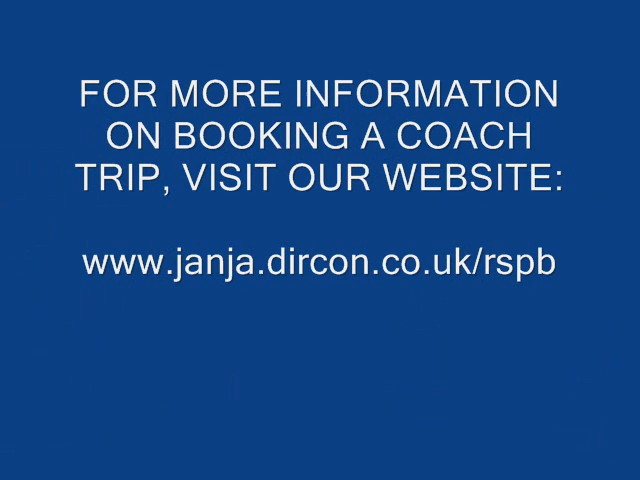 FOR MORE INFORMATION
ON BOOKING A COACH
TRIP, VISIT OUR WEBSITE:
www.janja.dircon.co.uk/rspb